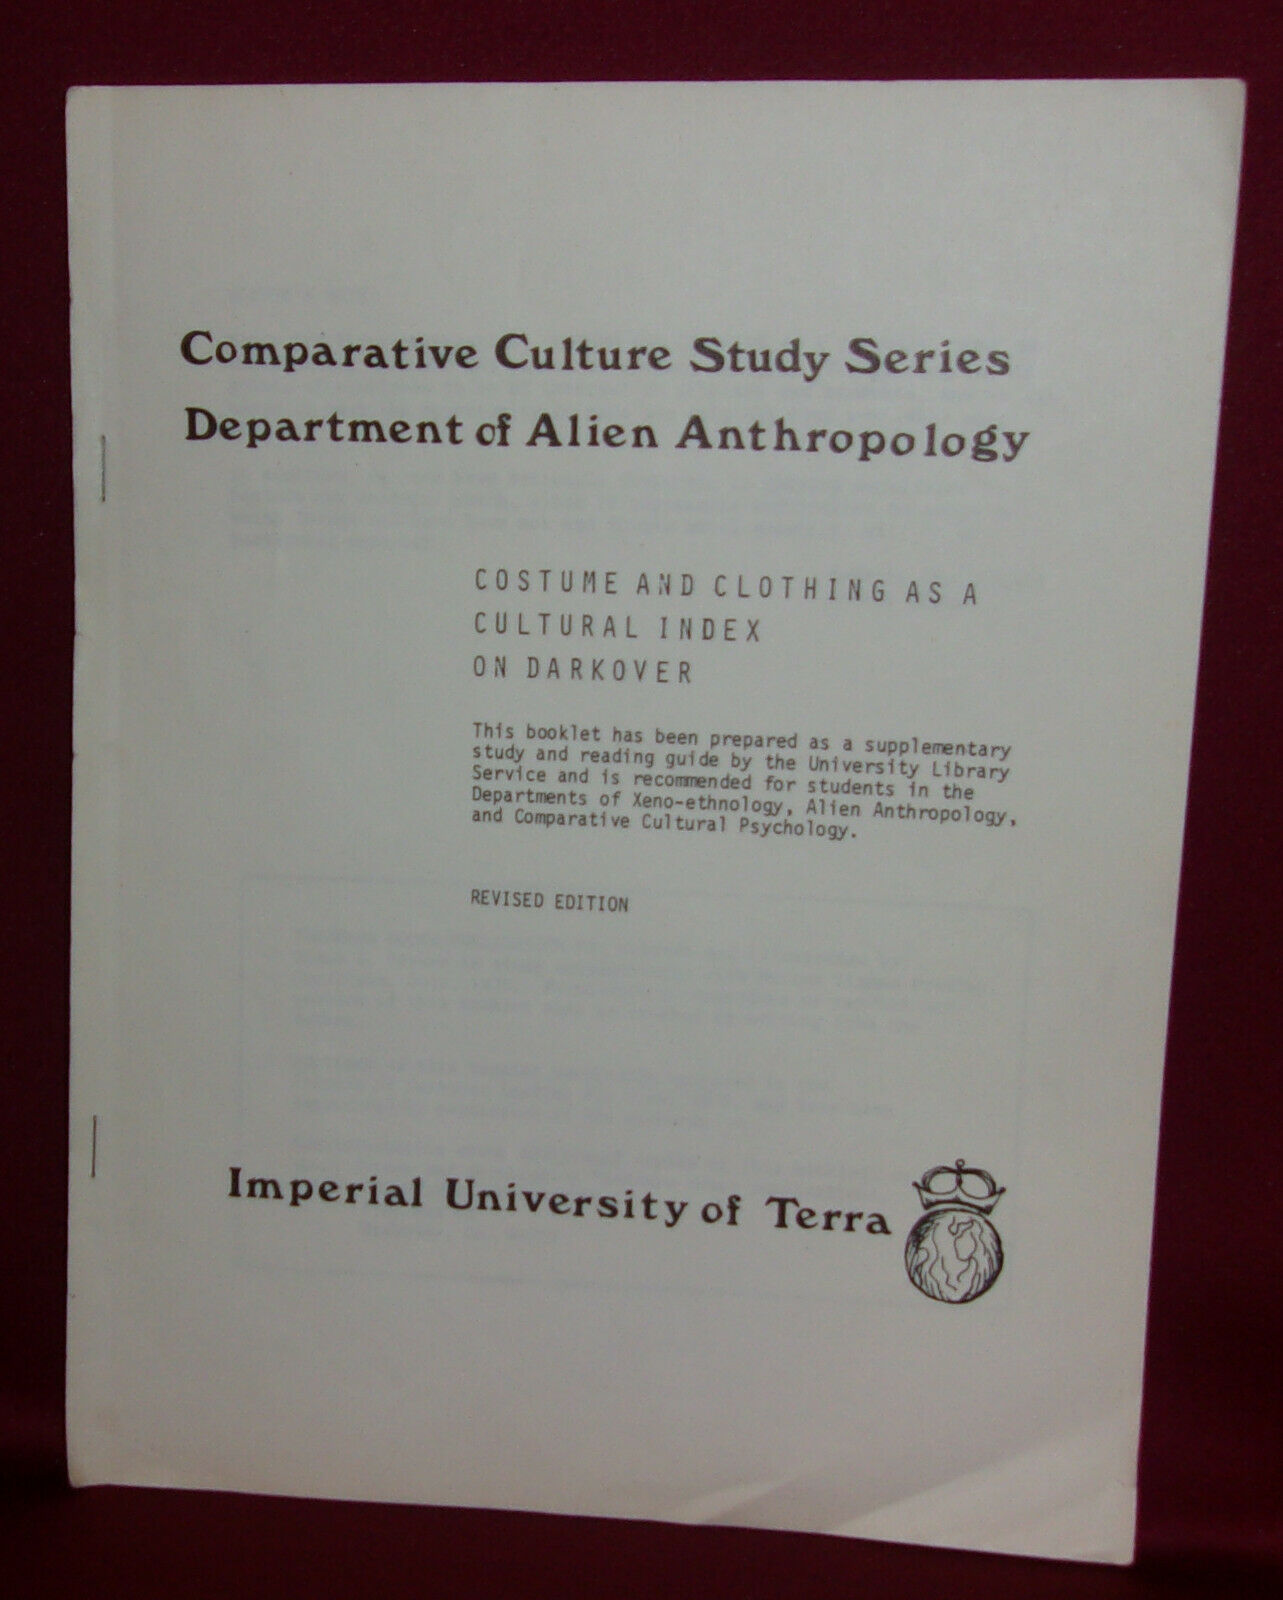 Comparative Culture Study Series
Department of Alien Anthropology
COSTUME AND CLOTHING AS A
CULTURAL INDEX
ON DARKOVER
This booklet has been prepared as a supplementary
study and reading guide by the University Library
Service and is recommended for students in the
Departments of Xeno-ethnology, Alien Anthropology,
and Comparative Cultural Psychology.
REVISED EDITION
Imperial University of Terra